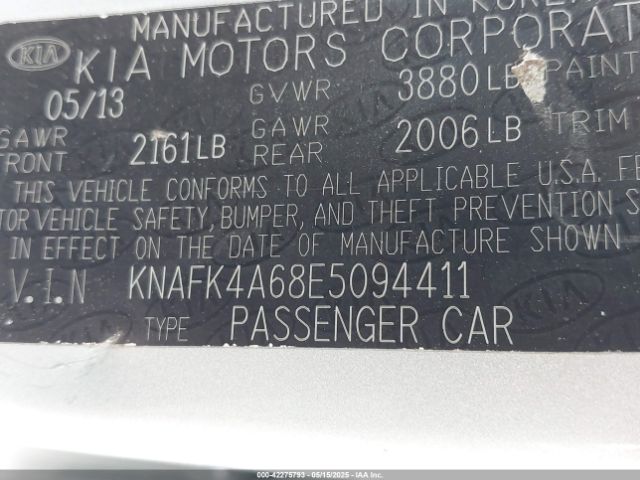 MANUFACTURED IN KOREA
KIA KIA MOTORS CORPORAT
05/13 GVWR 3880LB PAINT
GAWR FRONT 2161LB GAWR REAR 2006LB TRIM
THIS VEHICLE CONFORMS TO ALL APPLICABLE U.S.A. FE
TOR VEHICLE SAFETY, BUMPER, AND THEFT PREVENTION S
IN EFFECT ON THE DATE OF MANUFACTURE SHOWN
V.I.N KNAFK4A68E5094411
TYPE PASSENGER CAR
000-42275793 - 05/15/2025 - IAAI, Inc.